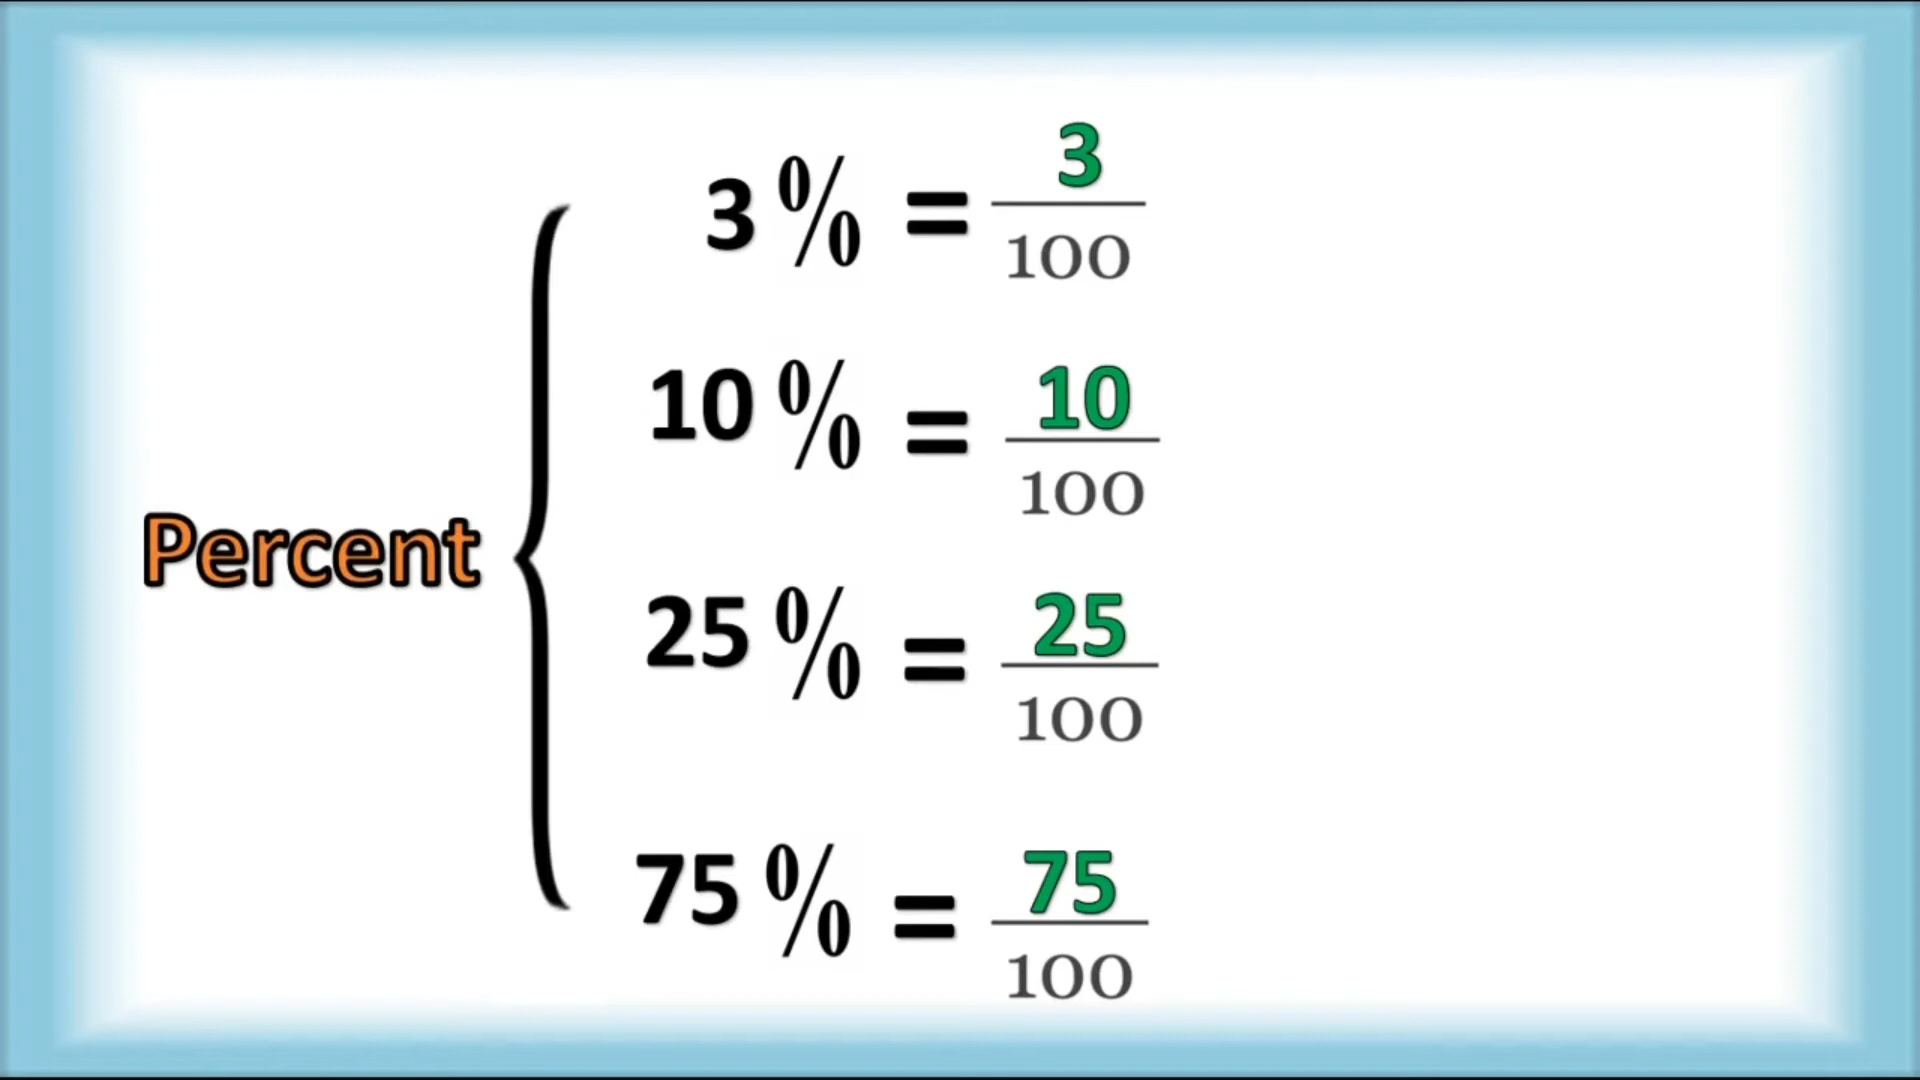 3 % = 3/100
10 % = 10/100
Percent
25 % = 25/100
75 % = 75/100